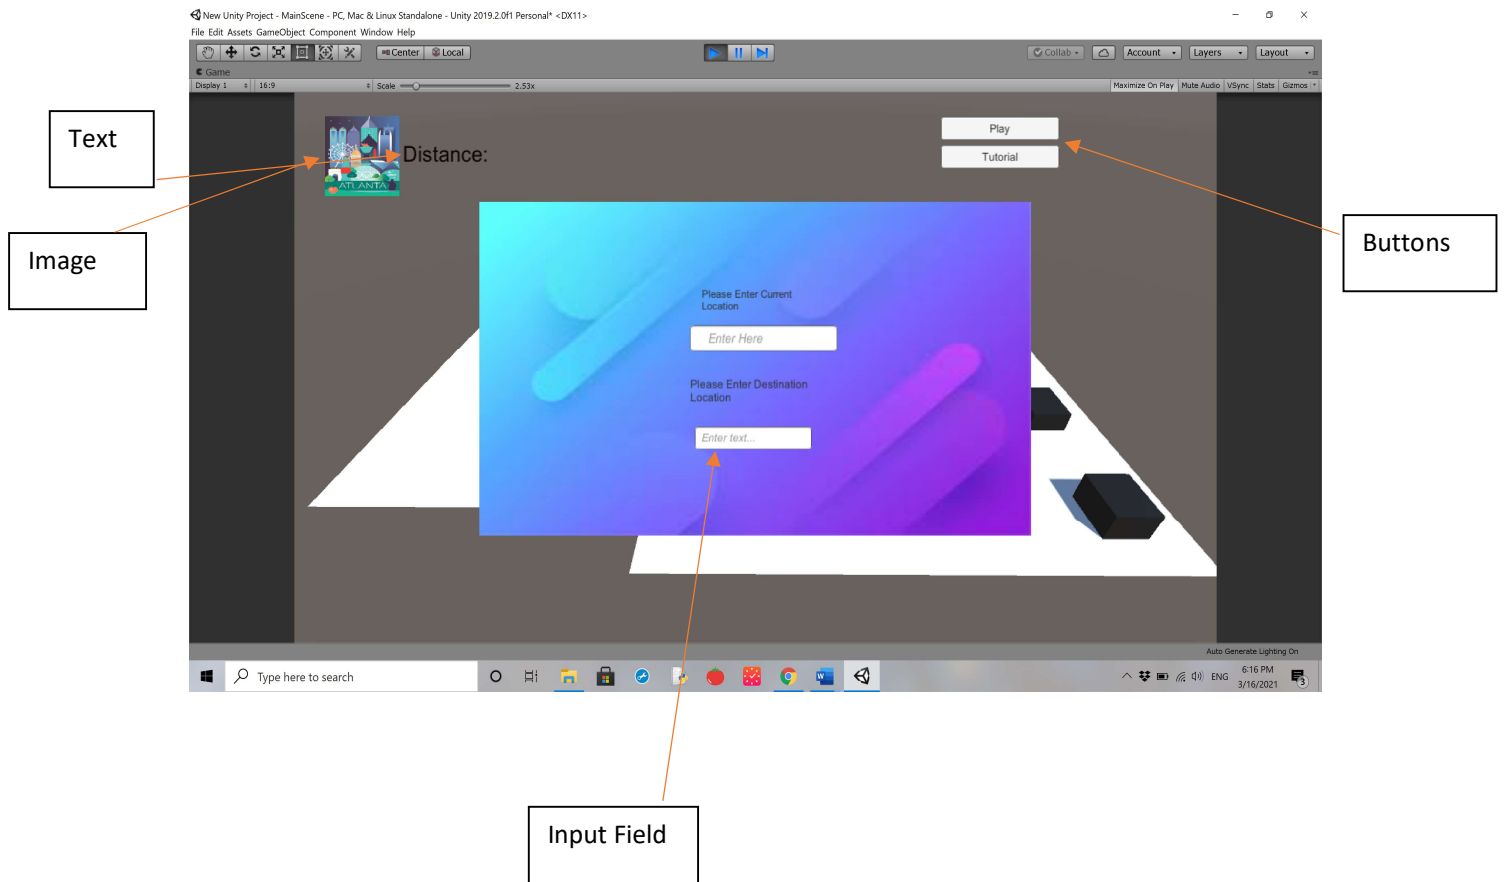 New Unity Project - MainScene - PC, Mac & Linux Standalone - Unity 2019.2.0f1 Personal* <DX11>
File Edit Assets GameObject Component Window Help
Center Local Collab Account Layers Layout
Game
Display 1 16:9 Scale 2.53x Maximize On Play Mute Audio VSync Stats Gizmos
Text
Image
ATLANTA
Distance:
Play
Tutorial
Buttons
Please Enter Current
Location
Enter Here
Please Enter Destination
Location
Enter text...
Auto Generate Lighting On
Type here to search
ENG
6:16 PM
3/16/2021
3
Input Field